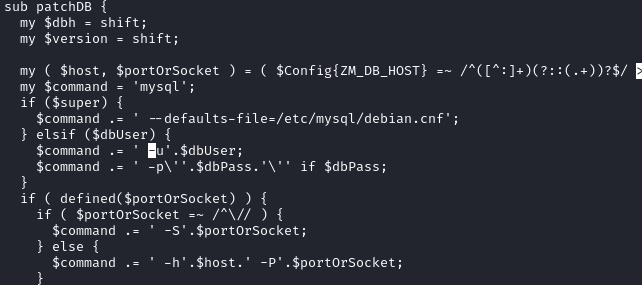 sub patchDB {
  my $dbh = shift;
  my $version = shift;

  my ( $host, $portOrSocket ) = ( $Config{ZM_DB_HOST} =~ /^([^:]+)(?::(.+))?$/ >
  my $command = 'mysql';
  if ($super) {
    $command .= ' --defaults-file=/etc/mysql/debian.cnf';
  } elsif ($dbUser) {
    $command .= ' -u'.$dbUser;
    $command .= ' -p\''.$dbPass.'\'' if $dbPass;
  }
  if ( defined($portOrSocket) ) {
    if ( $portOrSocket =~ /^\// ) {
      $command .= ' -S'.$portOrSocket;
    } else {
      $command .= ' -h'.$host.' -P'.$portOrSocket;
    }